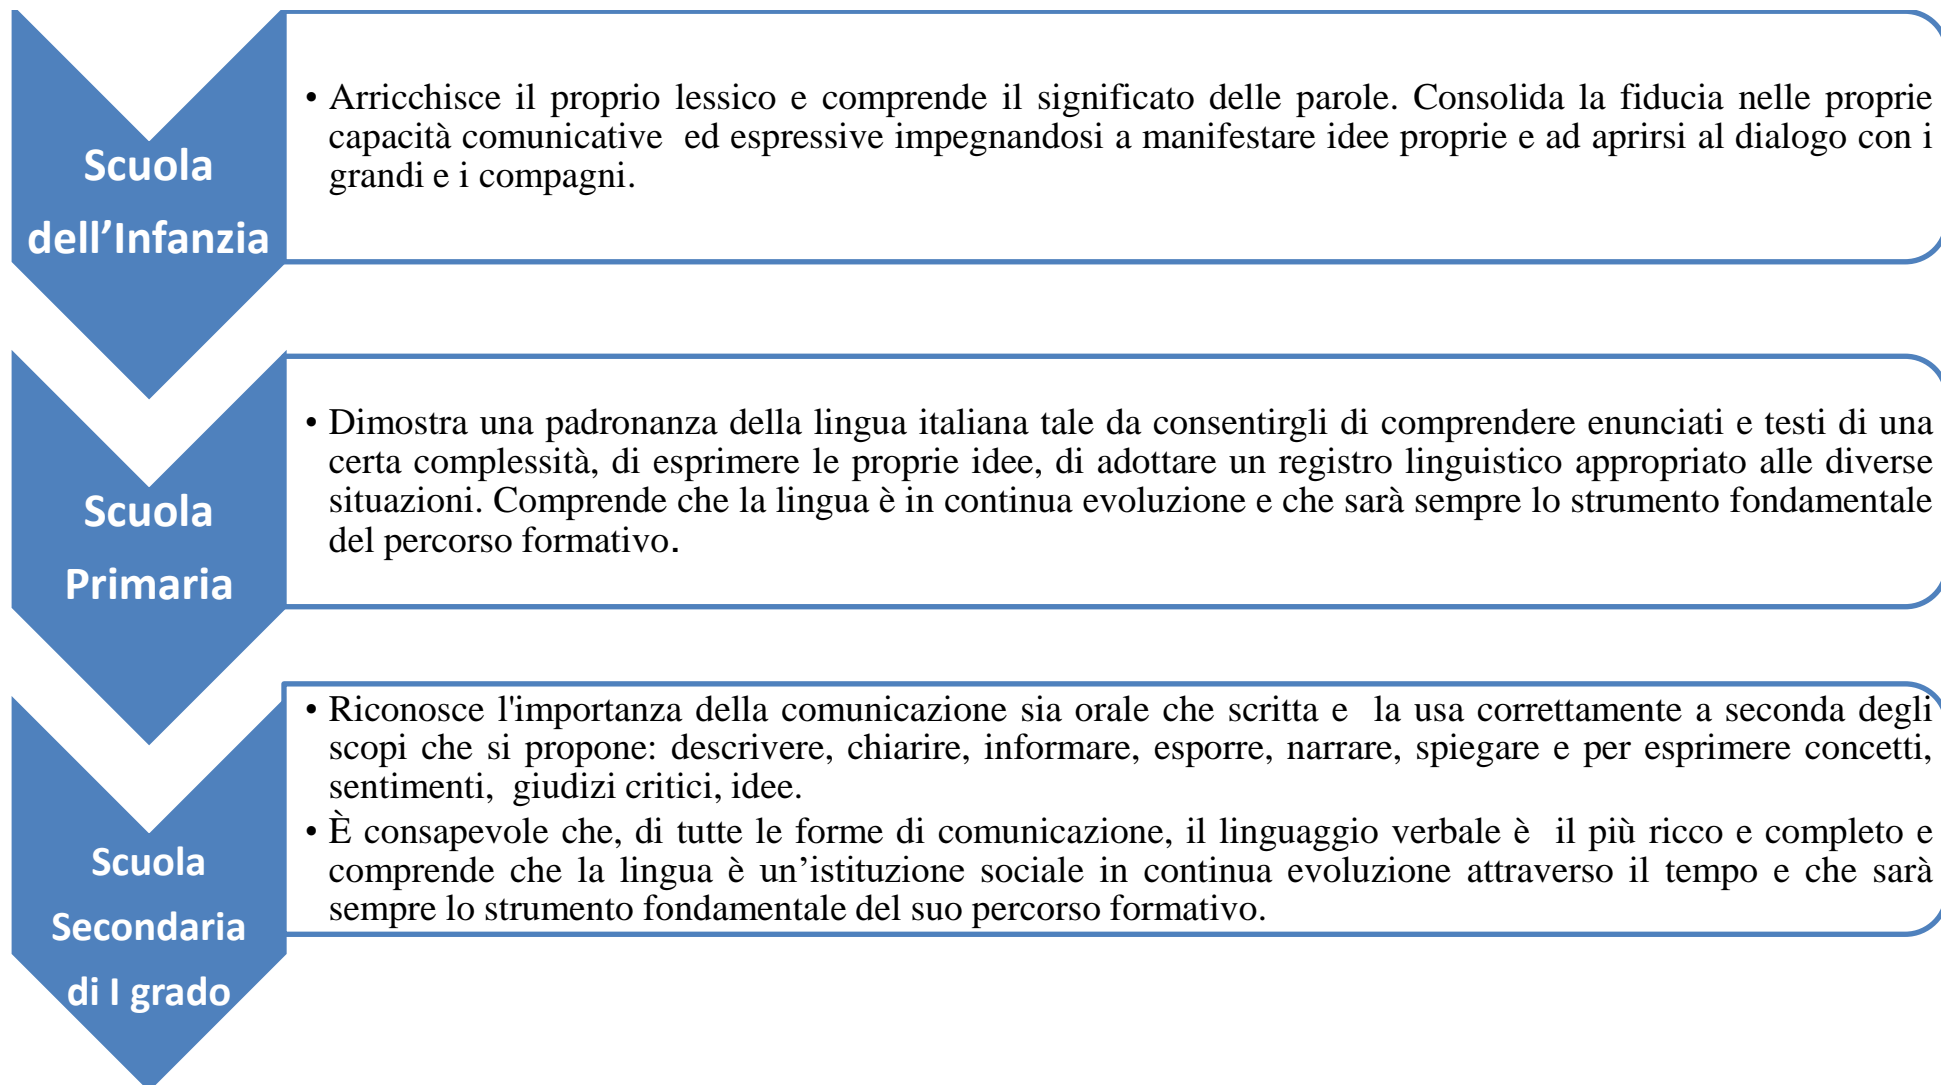 Scuola
dell’Infanzia
• Arricchisce il proprio lessico e comprende il significato delle parole. Consolida la fiducia nelle proprie
capacità comunicative ed espressive impegnandosi a manifestare idee proprie e ad aprirsi al dialogo con i
grandi e i compagni.
Scuola
Primaria
• Dimostra una padronanza della lingua italiana tale da consentirgli di comprendere enunciati e testi di una
certa complessità, di esprimere le proprie idee, di adottare un registro linguistico appropriato alle diverse
situazioni. Comprende che la lingua è in continua evoluzione e che sarà sempre lo strumento fondamentale
del percorso formativo.
Scuola
Secondaria
di I grado
• Riconosce l'importanza della comunicazione sia orale che scritta e la usa correttamente a seconda degli
scopi che si propone: descrivere, chiarire, informare, esporre, narrare, spiegare e per esprimere concetti,
sentimenti, giudizi critici, idee.
• È consapevole che, di tutte le forme di comunicazione, il linguaggio verbale è il più ricco e completo e
comprende che la lingua è un’istituzione sociale in continua evoluzione attraverso il tempo e che sarà
sempre lo strumento fondamentale del suo percorso formativo.